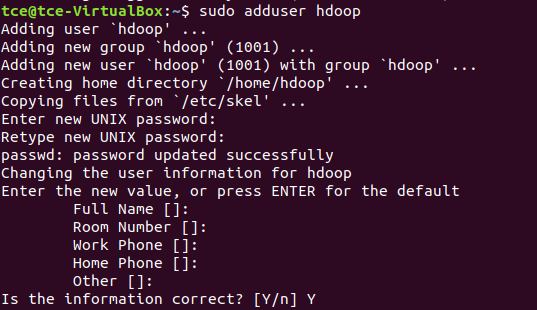 tce@tce-VirtualBox:~$ sudo adduser hdoop
Adding user `hdoop' ...
Adding new group `hdoop' (1001) ...
Adding new user `hdoop' (1001) with group `hdoop' ...
Creating home directory `/home/hdoop' ...
Copying files from `/etc/skel' ...
Enter new UNIX password:
Retype new UNIX password:
passwd: password updated successfully
Changing the user information for hdoop
Enter the new value, or press ENTER for the default
        Full Name []:
        Room Number []:
        Work Phone []:
        Home Phone []:
        Other []:
Is the information correct? [Y/n] Y